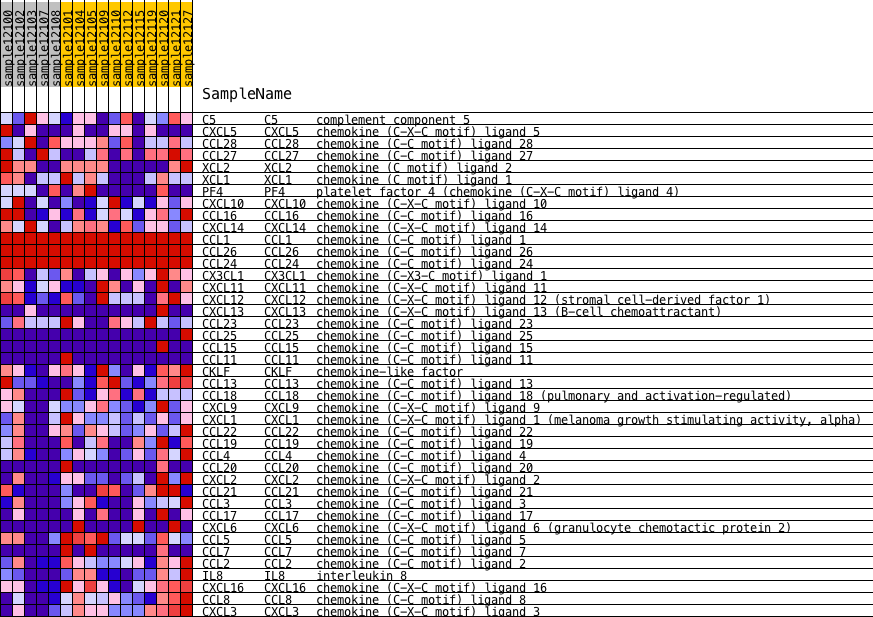 sample12100
sample12102
sample12103
sample12107
sample12108
sample12101
sample12104
sample12105
sample12109
sample12110
sample12112
sample12115
sample12119
sample12120
sample12121
sample12127
SampleName
C5 C5 complement component 5
CXCL5 CXCL5 chemokine (C-X-C motif) ligand 5
CCL28 CCL28 chemokine (C-C motif) ligand 28
CCL27 CCL27 chemokine (C-C motif) ligand 27
XCL2 XCL2 chemokine (C motif) ligand 2
XCL1 XCL1 chemokine (C motif) ligand 1
PF4 PF4 platelet factor 4 (chemokine (C-X-C motif) ligand 4)
CXCL10 CXCL10 chemokine (C-X-C motif) ligand 10
CCL16 CCL16 chemokine (C-C motif) ligand 16
CXCL14 CXCL14 chemokine (C-X-C motif) ligand 14
CCL1 CCL1 chemokine (C-C motif) ligand 1
CCL26 CCL26 chemokine (C-C motif) ligand 26
CCL24 CCL24 chemokine (C-C motif) ligand 24
CX3CL1 CX3CL1 chemokine (C-X3-C motif) ligand 1
CXCL11 CXCL11 chemokine (C-X-C motif) ligand 11
CXCL12 CXCL12 chemokine (C-X-C motif) ligand 12 (stromal cell-derived factor 1)
CXCL13 CXCL13 chemokine (C-X-C motif) ligand 13 (B-cell chemoattractant)
CCL23 CCL23 chemokine (C-C motif) ligand 23
CCL25 CCL25 chemokine (C-C motif) ligand 25
CCL15 CCL15 chemokine (C-C motif) ligand 15
CCL11 CCL11 chemokine (C-C motif) ligand 11
CKLF CKLF chemokine-like factor
CCL13 CCL13 chemokine (C-C motif) ligand 13
CCL18 CCL18 chemokine (C-C motif) ligand 18 (pulmonary and activation-regulated)
CXCL9 CXCL9 chemokine (C-X-C motif) ligand 9
CXCL1 CXCL1 chemokine (C-X-C motif) ligand 1 (melanoma growth stimulating activity, alpha)
CCL22 CCL22 chemokine (C-C motif) ligand 22
CCL19 CCL19 chemokine (C-C motif) ligand 19
CCL4 CCL4 chemokine (C-C motif) ligand 4
CCL20 CCL20 chemokine (C-C motif) ligand 20
CXCL2 CXCL2 chemokine (C-X-C motif) ligand 2
CCL21 CCL21 chemokine (C-C motif) ligand 21
CCL3 CCL3 chemokine (C-C motif) ligand 3
CCL17 CCL17 chemokine (C-C motif) ligand 17
CXCL6 CXCL6 chemokine (C-X-C motif) ligand 6 (granulocyte chemotactic protein 2)
CCL5 CCL5 chemokine (C-C motif) ligand 5
CCL7 CCL7 chemokine (C-C motif) ligand 7
CCL2 CCL2 chemokine (C-C motif) ligand 2
IL8 IL8 interleukin 8
CXCL16 CXCL16 chemokine (C-X-C motif) ligand 16
CCL8 CCL8 chemokine (C-C motif) ligand 8
CXCL3 CXCL3 chemokine (C-X-C motif) ligand 3